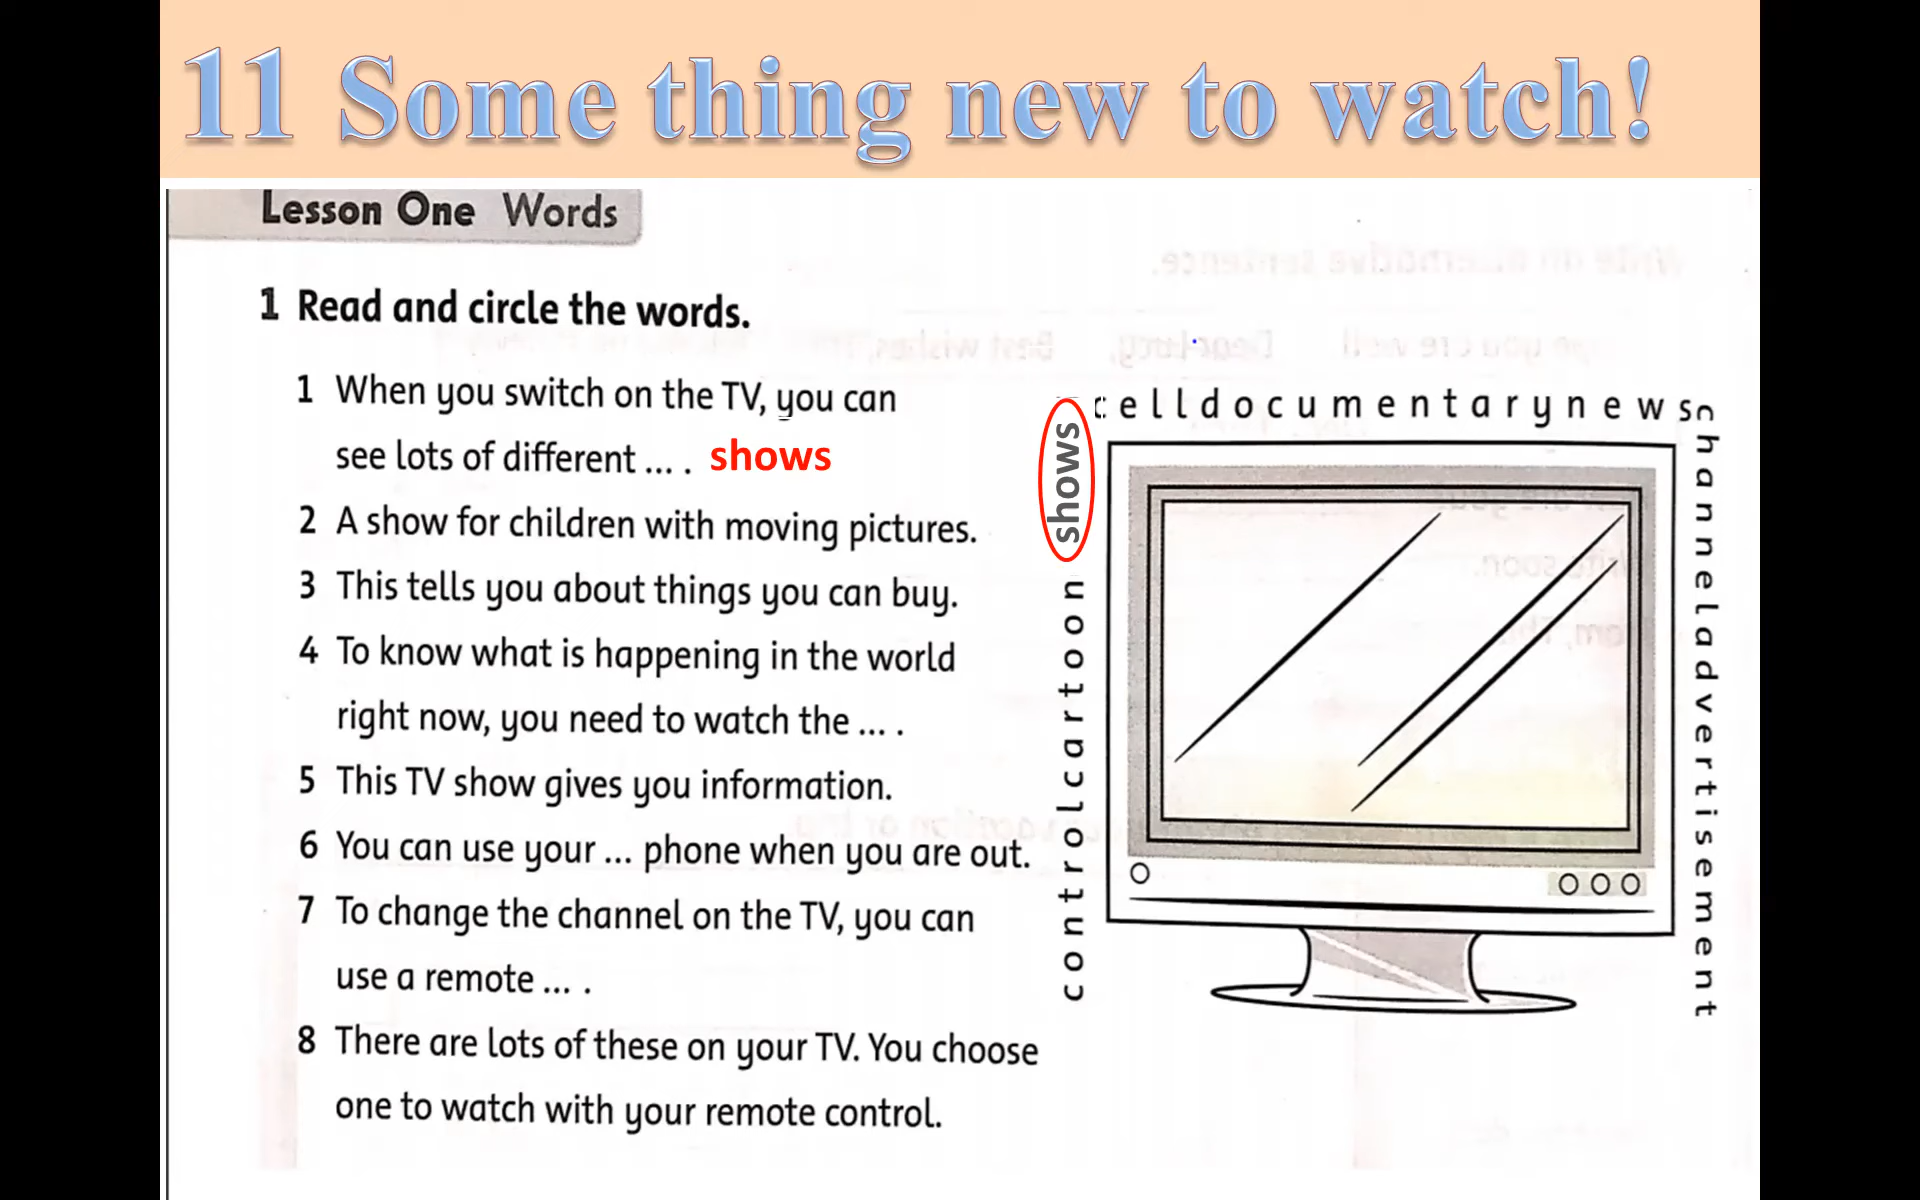 11 Some thing new to watch!
Lesson One Words
1 Read and circle the words.
1 When you switch on the TV, you can
see lots of different ... . shows
2 A show for children with moving pictures.
3 This tells you about things you can buy.
4 To know what is happening in the world
right now, you need to watch the ... .
5 This TV show gives you information.
6 You can use your ... phone when you are out.
7 To change the channel on the TV, you can
use a remote ... .
8 There are lots of these on your TV. You choose
one to watch with your remote control.
controlcartoon
shows
celldocumentarynews
channeladvertisement